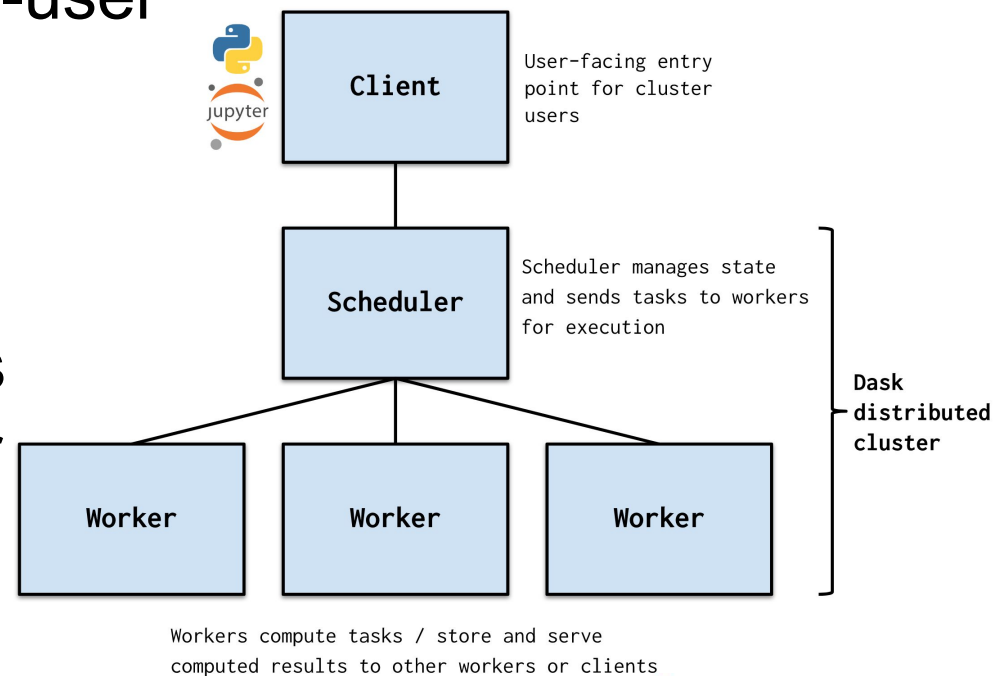 -user
jupyter
Client
User-facing entry
point for cluster
users
Scheduler
Scheduler manages state
and sends tasks to workers
for execution
Dask
distributed
cluster
Worker
Worker
Worker
Workers compute tasks / store and serve
computed results to other workers or clients